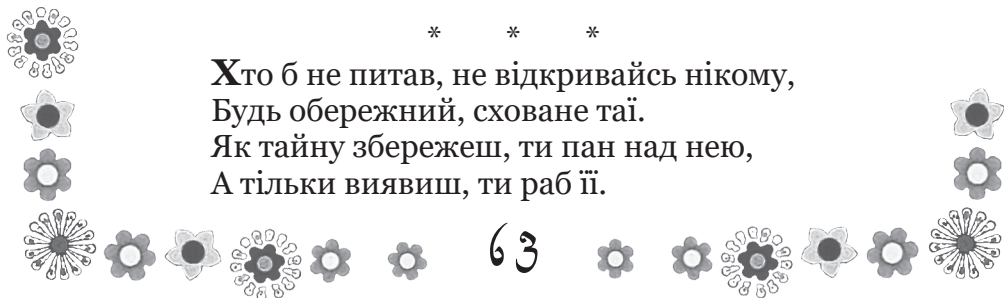 * * *
Хто б не питав, не відкривайсь нікому,
Будь обережний, сховане таї.
Як тайну збережеш, ти пан над нею,
А тільки виявиш, ти раб її.
63